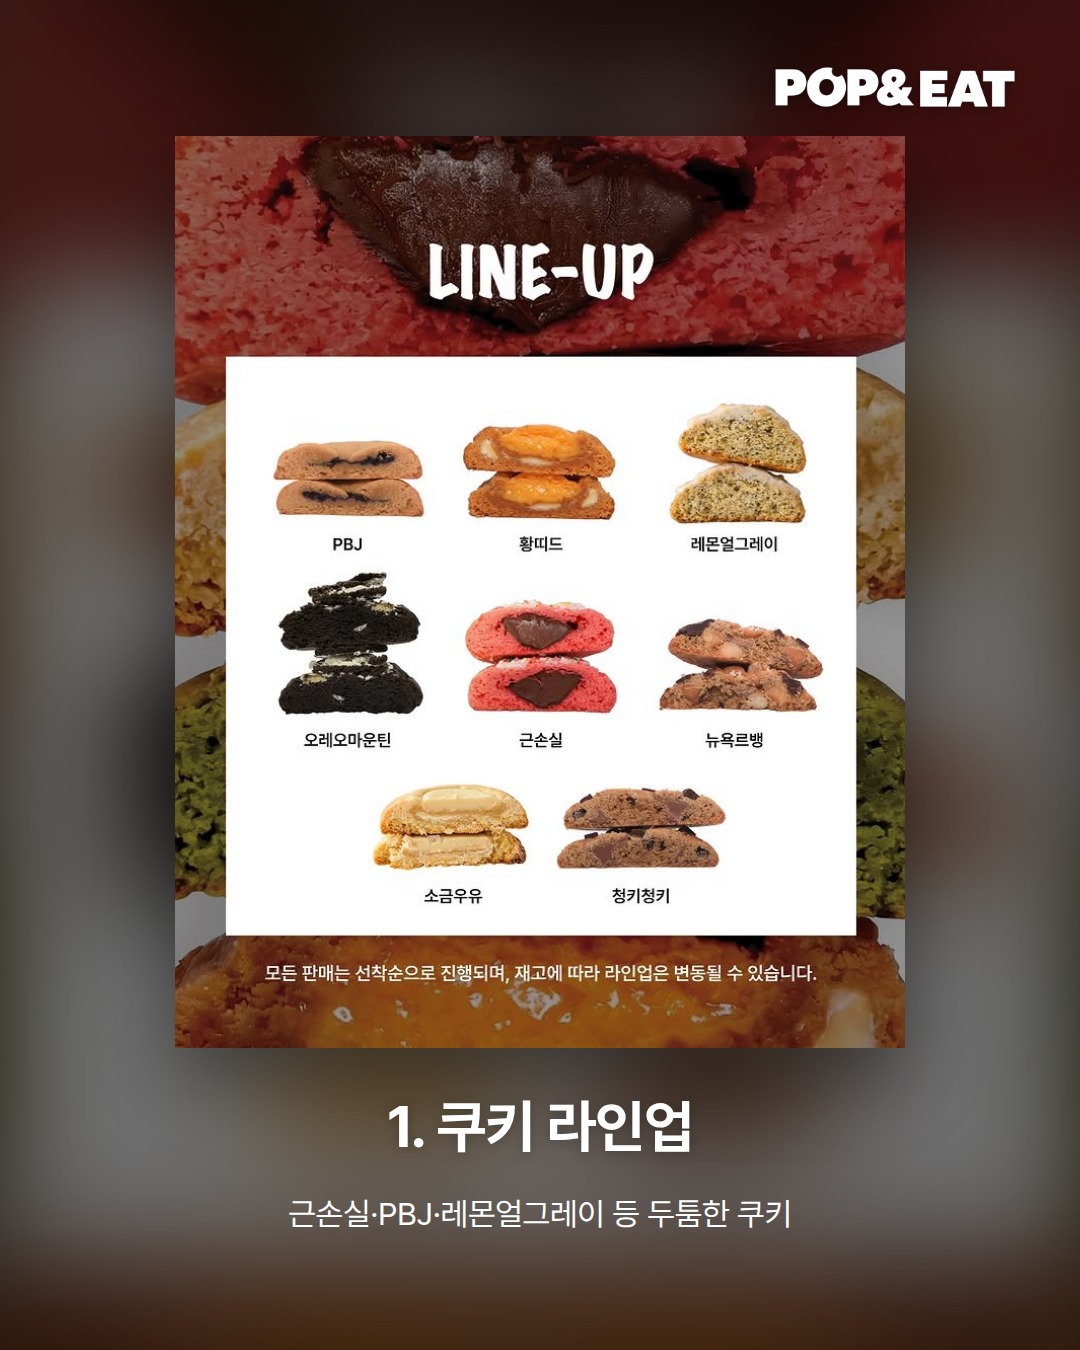 POP&EAT
LINE-UP
PBJ
황띠드
레몬얼그레이
오레오마운틴
근손실
뉴욕르뱅
소금우유
청키청키
모든 판매는 선착순으로 진행되며, 재고에 따라 라인업은 변동될 수 있습니다.
1. 쿠키 라인업
근손실·PBJ·레몬얼그레이 등 두툼한 쿠키